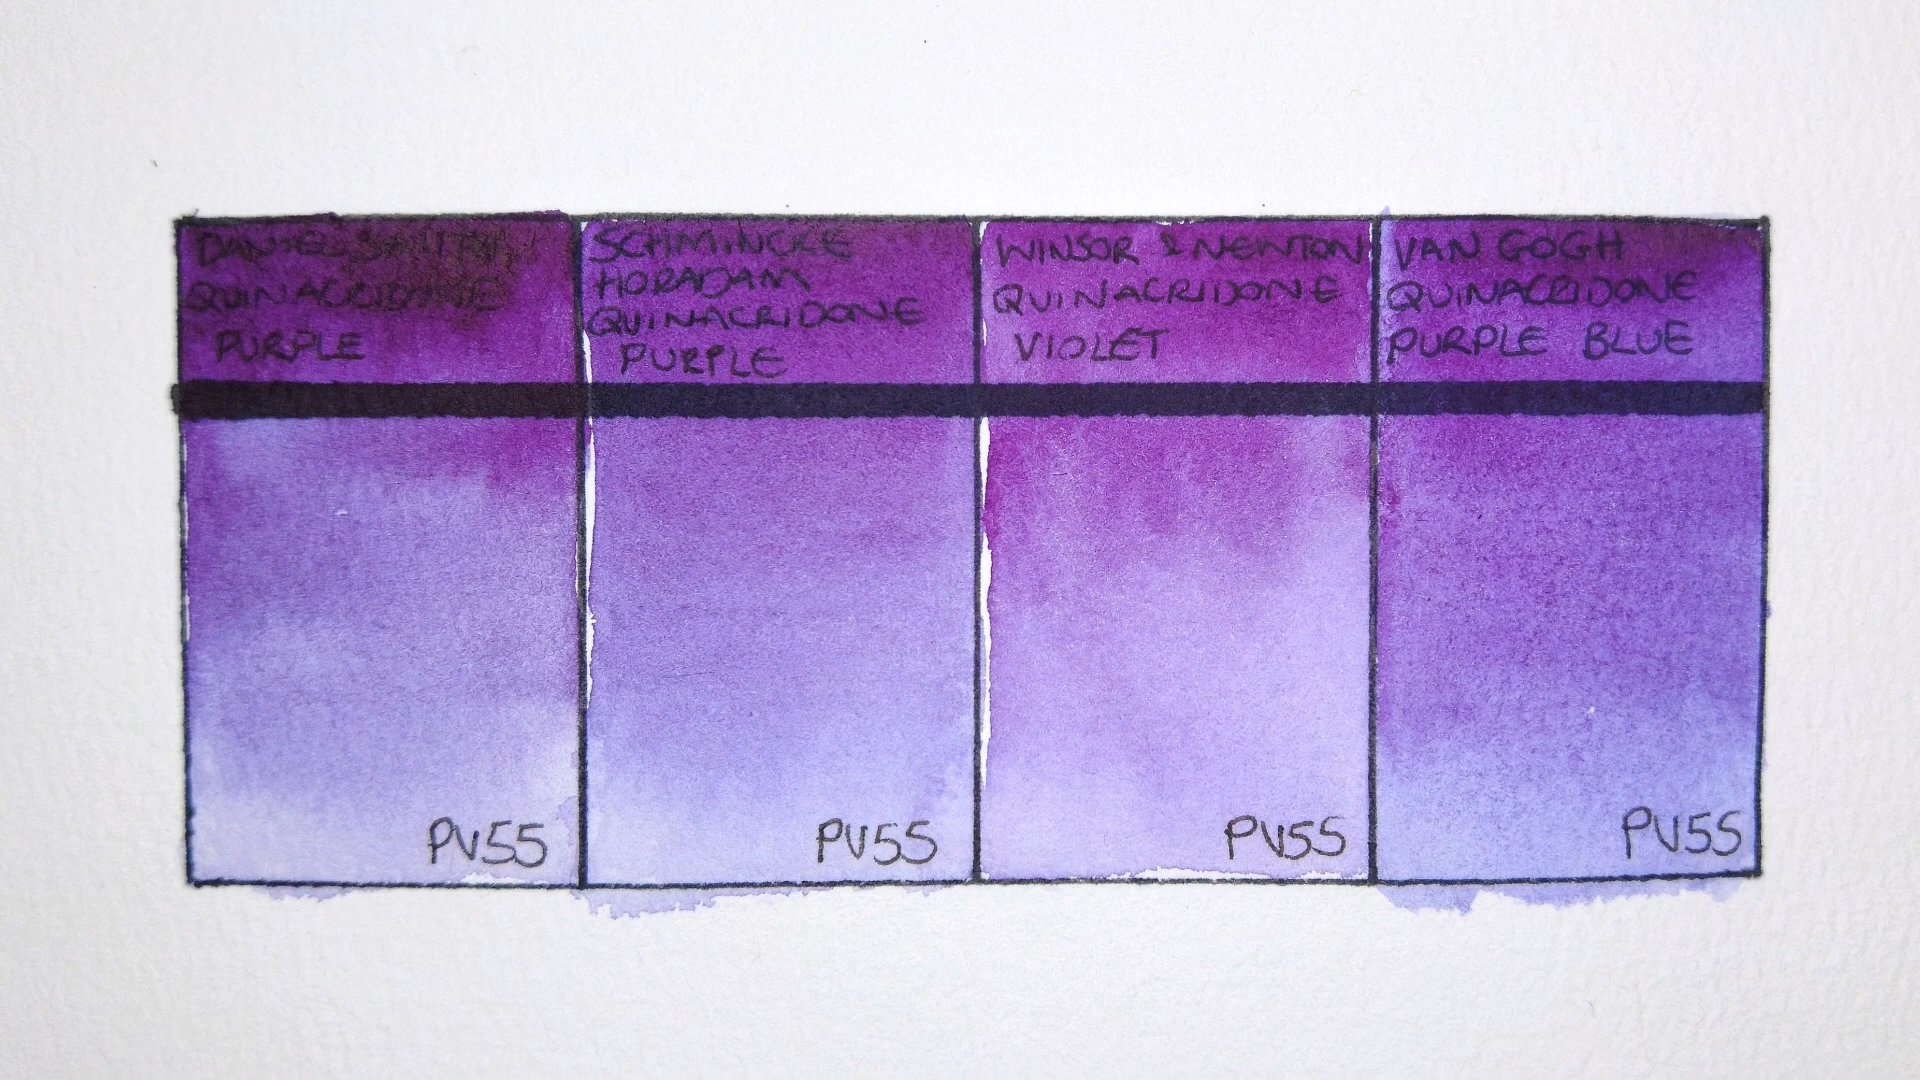 DANIEL SMITH
QUINACRIDONE
PURPLE
SCHMINCKE
HORADAM
QUINACRIDONE
PURPLE
WINSOR & NEWTON
QUINACRIDONE
VIOLET
VAN GOGH
QUINACRIDONE
PURPLE BLUE
PV55
PV55
PV55
PV55